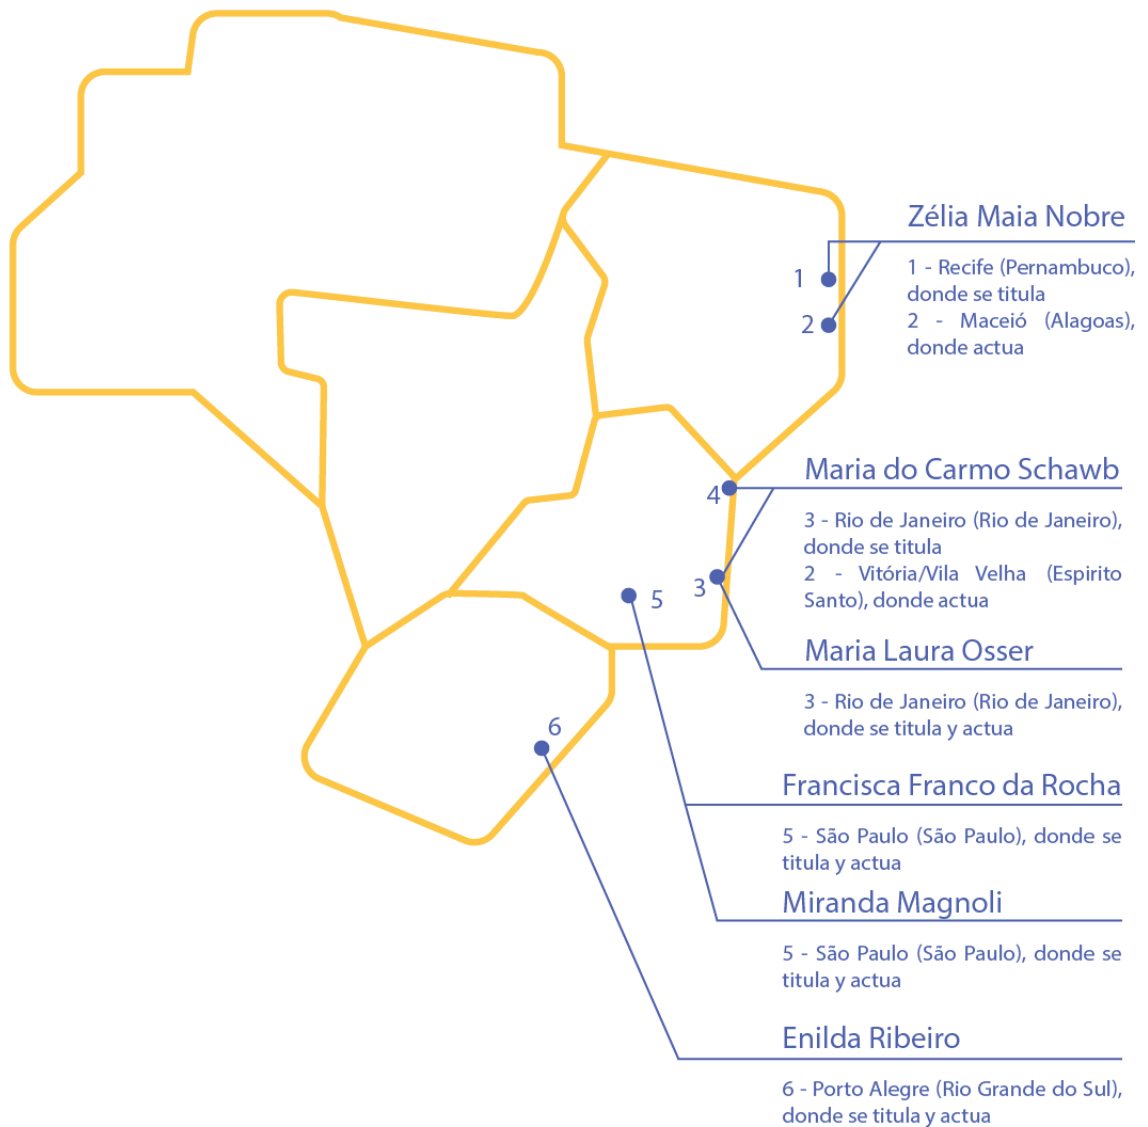 Zélia Maia Nobre
1
1 - Recife (Pernambuco),
donde se titula
2
2 - Maceió (Alagoas),
donde actua
Maria do Carmo Schawb
4
3 - Rio de Janeiro (Rio de Janeiro),
donde se titula
2 - Vitória/Vila Velha (Espirito
Santo), donde actua
3
5
Maria Laura Osser
3 - Rio de Janeiro (Rio de Janeiro),
donde se titula y actua
6
Francisca Franco da Rocha
5 - São Paulo (São Paulo), donde se
titula y actua
Miranda Magnoli
5 - São Paulo (São Paulo), donde se
titula y actua
Enilda Ribeiro
6 - Porto Alegre (Rio Grande do Sul),
donde se titula y actua